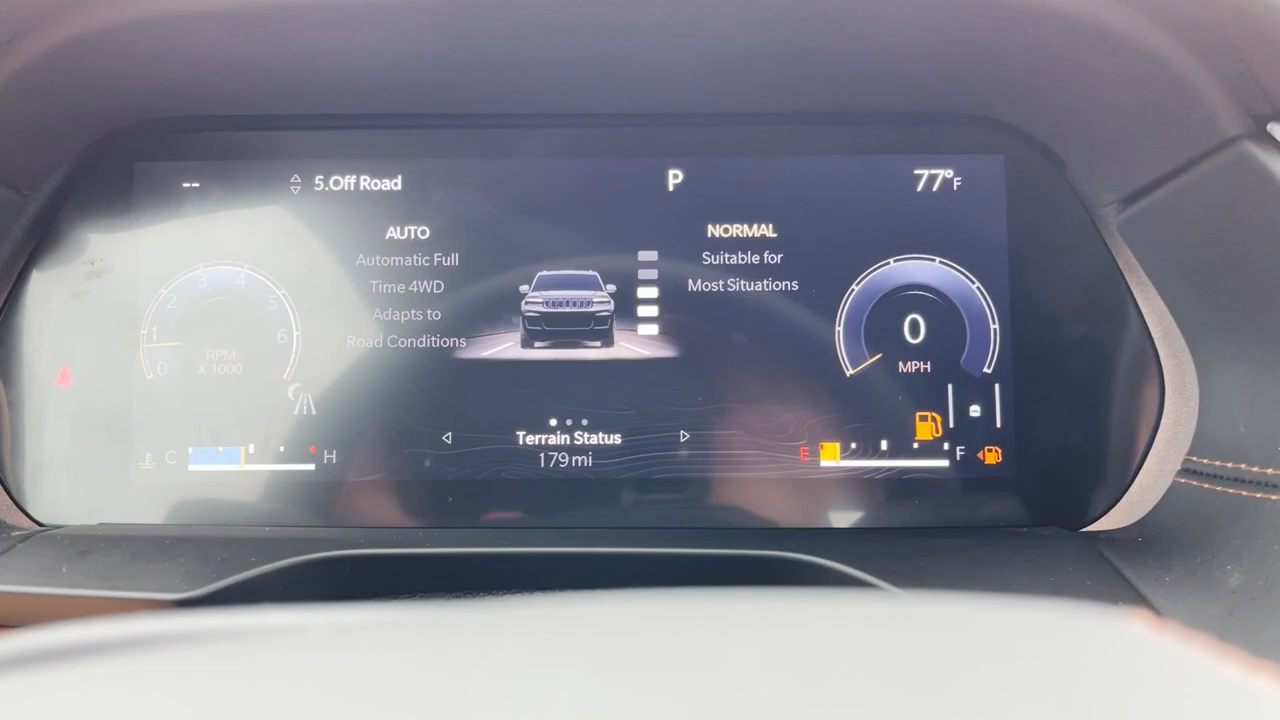 --
5.Off Road
P
77°F
AUTO
Automatic Full
Time 4WD
Adapts to
Road Conditions
NORMAL
Suitable for
Most Situations
0
1
2
3
4
5
6
RPM
X 1000
0
MPH
Terrain Status
179 mi
C
H
E
F